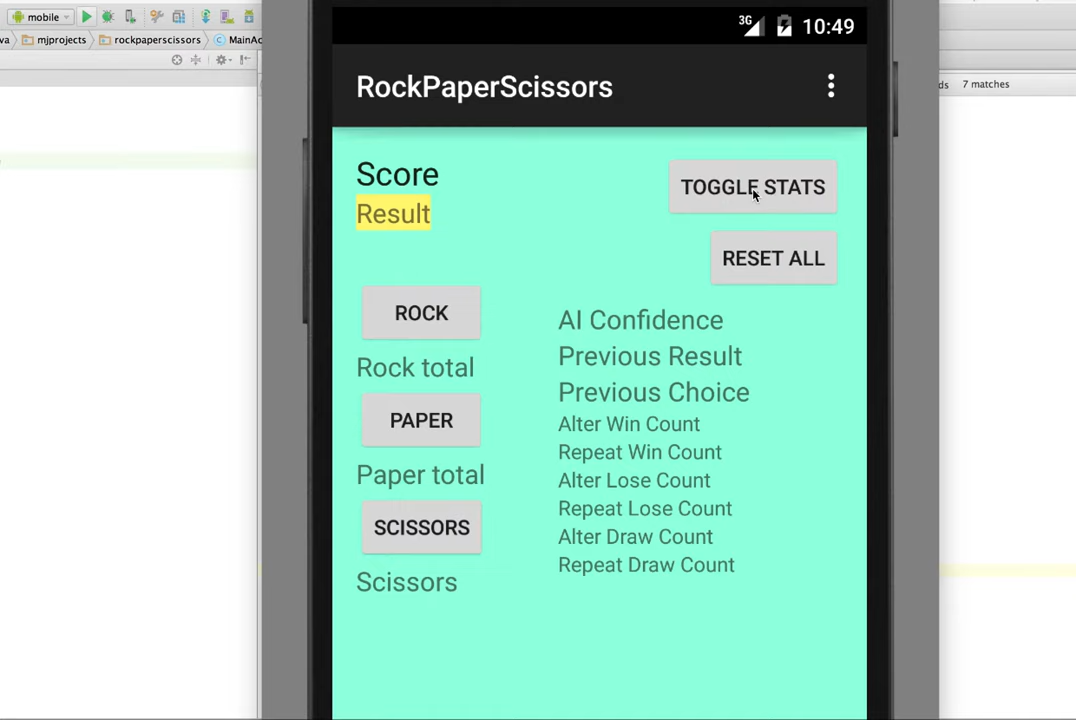 mobile
va
mjprojects
rockpaperscissors
MainAc
ds
7 matches
3G
10:49
RockPaperScissors
Score
TOGGLE STATS
Result
RESET ALL
ROCK
AI Confidence
Rock total
Previous Result
Previous Choice
PAPER
Alter Win Count
Repeat Win Count
Paper total
Alter Lose Count
Repeat Lose Count
SCISSORS
Alter Draw Count
Repeat Draw Count
Scissors